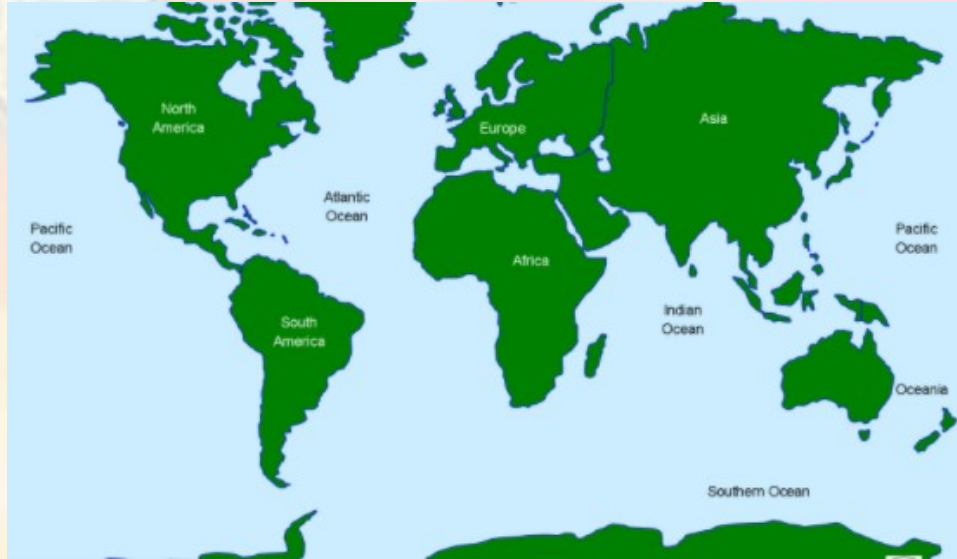 North
America
Europe
Asia
Atlantic
Ocean
Pacific
Ocean
Pacific
Ocean
Africa
Indian
Ocean
South
America
Oceania
Southern Ocean